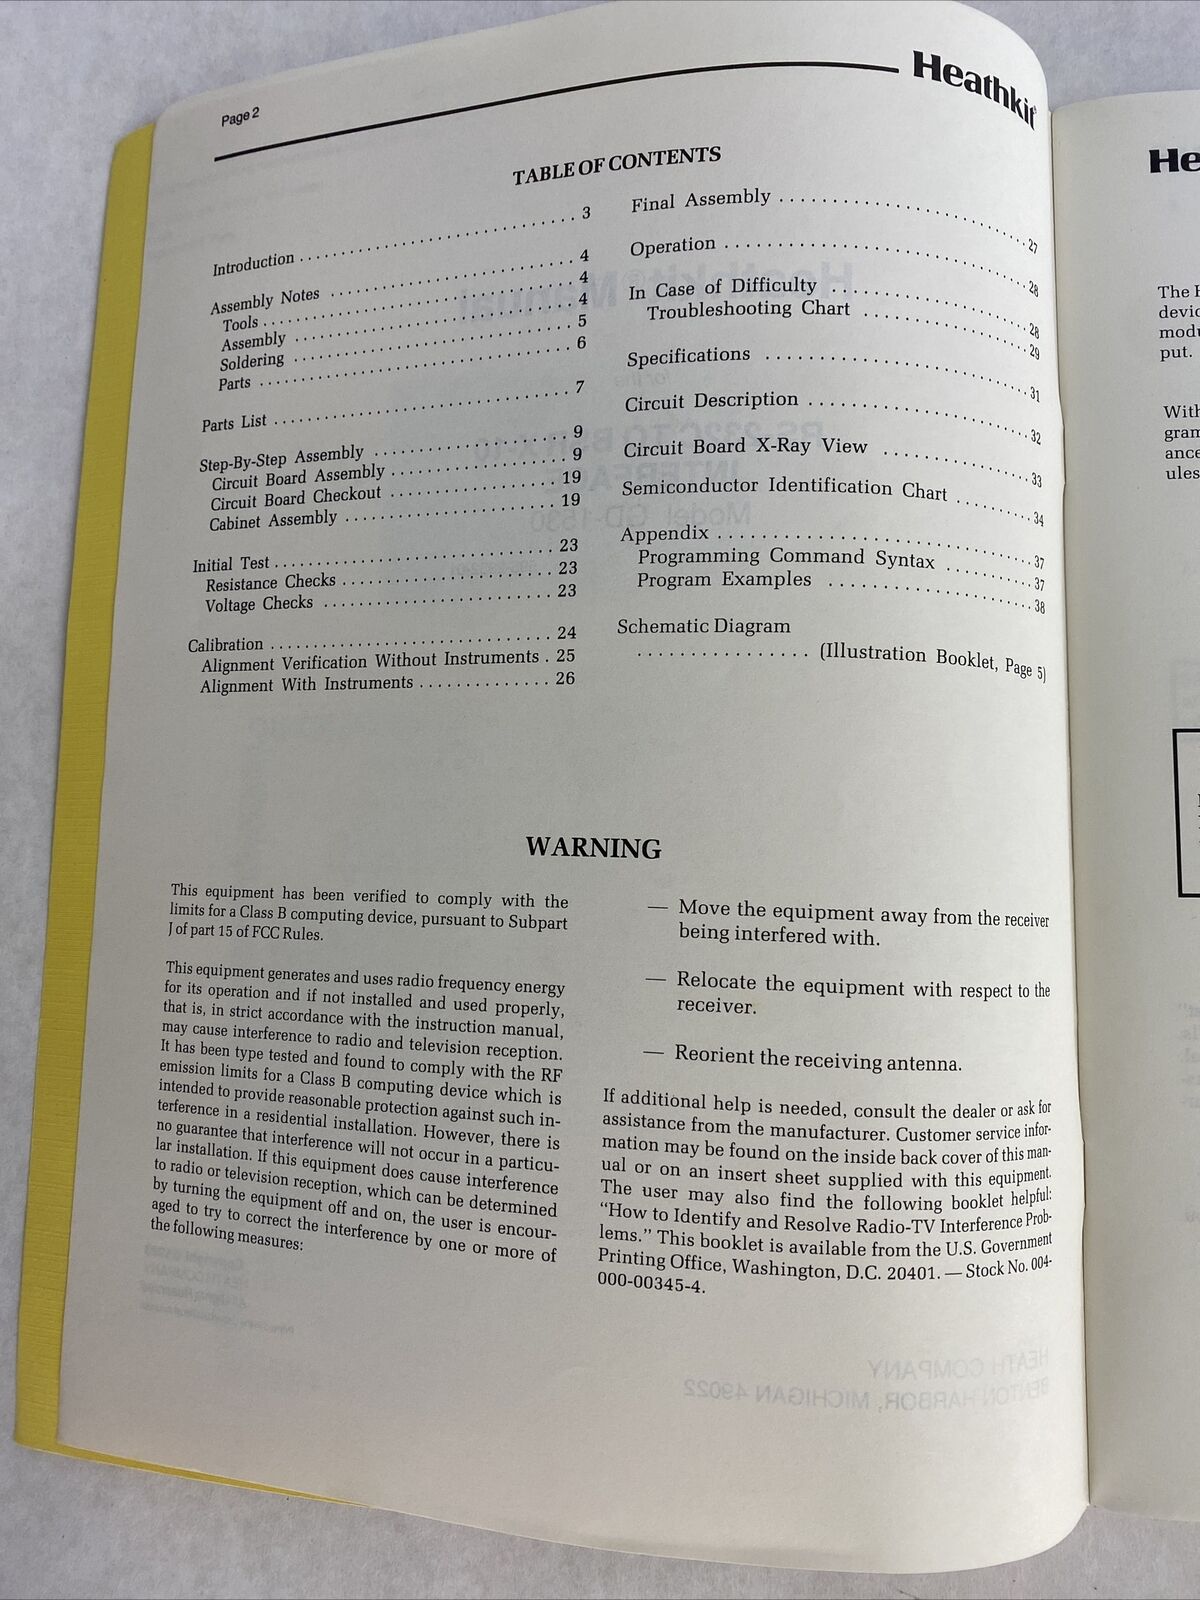 Page 2
Heathkit
TABLE OF CONTENTS
Introduction . . . . . . . . . . . . . . . . . . . . . . . . . . . . . . 3
Assembly Notes . . . . . . . . . . . . . . . . . . . . . . . . . . . 4
Tools . . . . . . . . . . . . . . . . . . . . . . . . . . . . . . . . . . . 4
Assembly . . . . . . . . . . . . . . . . . . . . . . . . . . . . . . . 4
Soldering . . . . . . . . . . . . . . . . . . . . . . . . . . . . . . . 5
Parts . . . . . . . . . . . . . . . . . . . . . . . . . . . . . . . . . . . 6
Parts List . . . . . . . . . . . . . . . . . . . . . . . . . . . . . . . . 7
Step-By-Step Assembly . . . . . . . . . . . . . . . . . . . . . 9
Circuit Board Assembly . . . . . . . . . . . . . . . . . . . 9
Circuit Board Checkout . . . . . . . . . . . . . . . . . . 19
Cabinet Assembly . . . . . . . . . . . . . . . . . . . . . . . 19
Initial Test . . . . . . . . . . . . . . . . . . . . . . . . . . . . . . 23
Resistance Checks . . . . . . . . . . . . . . . . . . . . . . . 23
Voltage Checks . . . . . . . . . . . . . . . . . . . . . . . . . 23
Calibration . . . . . . . . . . . . . . . . . . . . . . . . . . . . . . 24
Alignment Verification Without Instruments . 25
Alignment With Instruments . . . . . . . . . . . . . . 26
Final Assembly . . . . . . . . . . . . . . . . . . . . . . . . . . 27
Operation . . . . . . . . . . . . . . . . . . . . . . . . . . . . . . . 28
In Case of Difficulty . . . . . . . . . . . . . . . . . . . . . . 28
Troubleshooting Chart . . . . . . . . . . . . . . . . . . . 29
Specifications . . . . . . . . . . . . . . . . . . . . . . . . . . . 31
Circuit Description . . . . . . . . . . . . . . . . . . . . . . . 32
Circuit Board X-Ray View . . . . . . . . . . . . . . . . . 33
Semiconductor Identification Chart . . . . . . . . . . 34
Appendix . . . . . . . . . . . . . . . . . . . . . . . . . . . . . . . 37
Programming Command Syntax . . . . . . . . . . . 37
Program Examples . . . . . . . . . . . . . . . . . . . . . . 38
Schematic Diagram
. . . . . . . . . . . . . . . . (Illustration Booklet, Page 5)
WARNING
This equipment has been verified to comply with the
limits for a Class B computing device, pursuant to Subpart
J of part 15 of FCC Rules.
This equipment generates and uses radio frequency energy
for its operation and if not installed and used properly,
that is, in strict accordance with the instruction manual,
may cause interference to radio and television reception.
It has been type tested and found to comply with the RF
emission limits for a Class B computing device which is
intended to provide reasonable protection against such in-
terference in a residential installation. However, there is
no guarantee that interference will not occur in a particu-
lar installation. If this equipment does cause interference
to radio or television reception, which can be determined
by turning the equipment off and on, the user is encour-
aged to try to correct the interference by one or more of
the following measures:
— Move the equipment away from the receiver
being interfered with.
— Relocate the equipment with respect to the
receiver.
— Reorient the receiving antenna.
If additional help is needed, consult the dealer or ask for
assistance from the manufacturer. Customer service infor-
mation may be found on the inside back cover of this man-
ual or on an insert sheet supplied with this equipment.
The user may also find the following booklet helpful:
“How to Identify and Resolve Radio-TV Interference Prob-
lems.” This booklet is available from the U.S. Government
Printing Office, Washington, D.C. 20401. — Stock No. 004-
000-00345-4.
HEATH COMPANY
BENTON HARBOR, MICHIGAN 49022
He
The
devic
modu
put.
With
gram
ance
ules